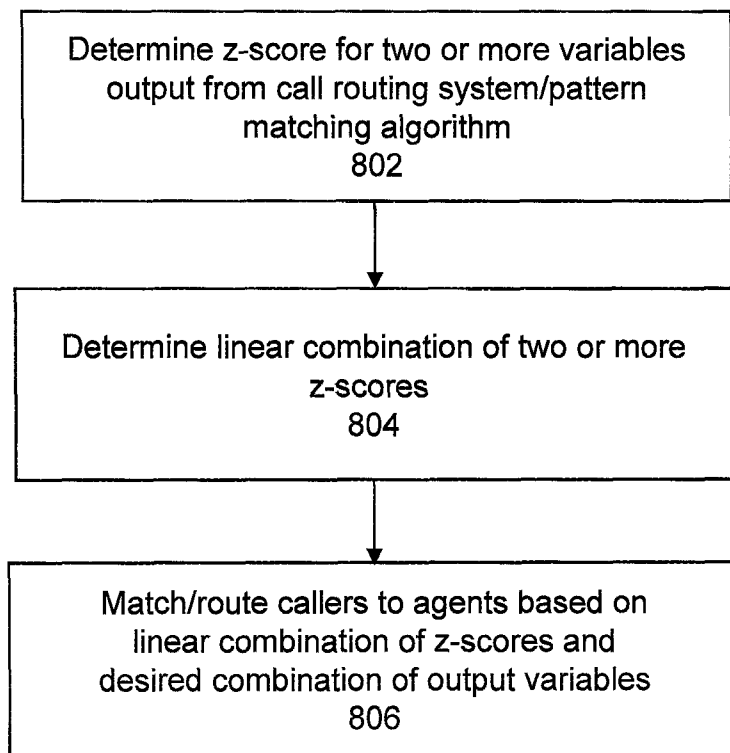 Determine z-score for two or more variables
output from call routing system/pattern
matching algorithm
802
Determine linear combination of two or more
z-scores
804
Match/route callers to agents based on
linear combination of z-scores and
desired combination of output variables
806